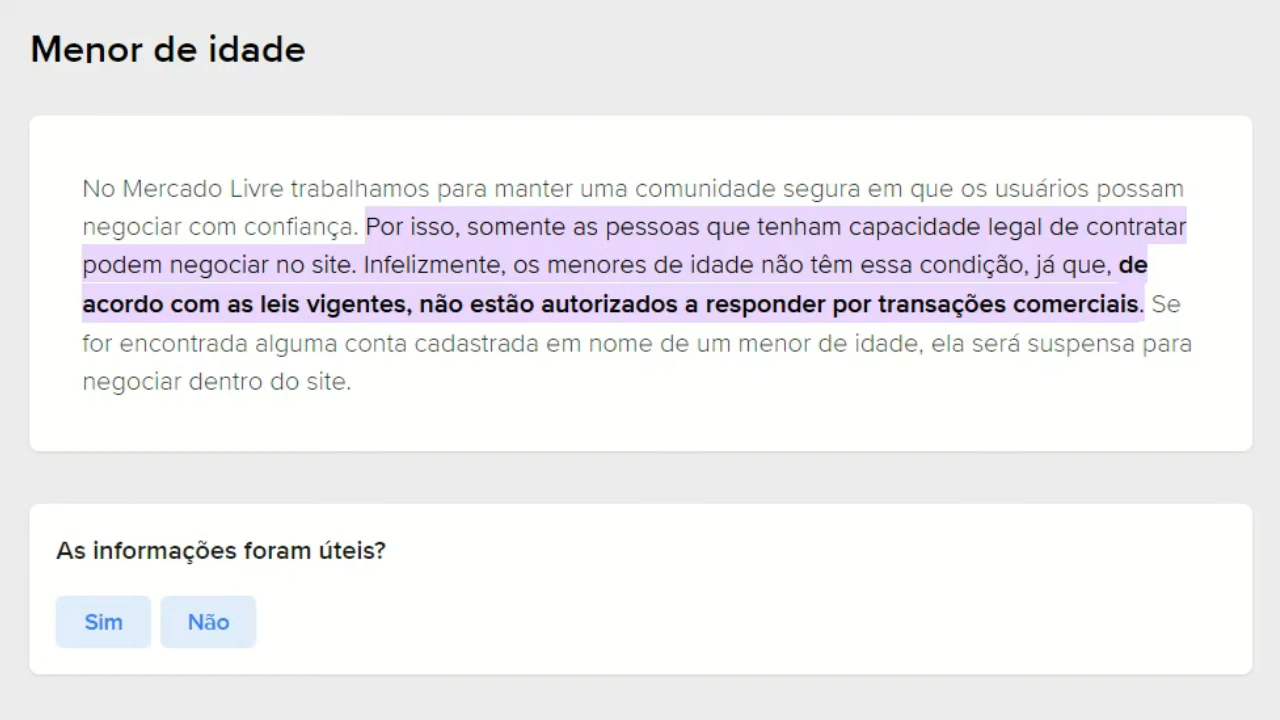 Menor de idade
No Mercado Livre trabalhamos para manter uma comunidade segura em que os usuários possam
negociar com confiança. Por isso, somente as pessoas que tenham capacidade legal de contratar
podem negociar no site. Infelizmente, os menores de idade não têm essa condição, já que, de
acordo com as leis vigentes, não estão autorizados a responder por transações comerciais. Se
for encontrada alguma conta cadastrada em nome de um menor de idade, ela será suspensa para
negociar dentro do site.
As informações foram úteis?
Sim Não